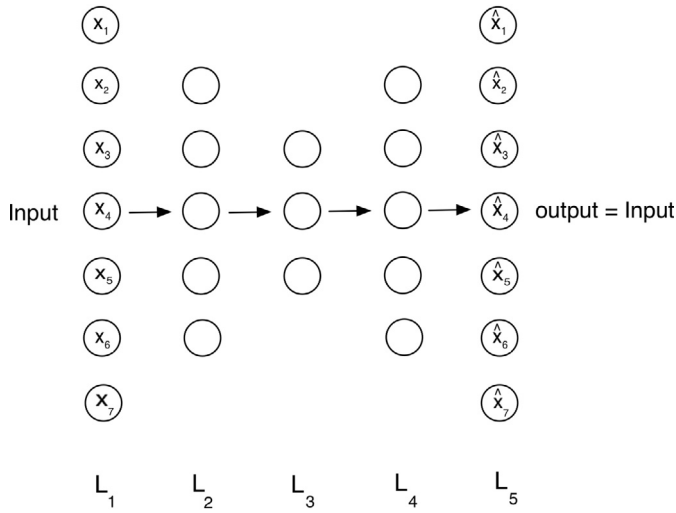 x₁ x̂₁
x₂ x̂₂
x₃ x̂₃
Input x₄ x̂₄ output = Input
x₅ x̂₅
x₆ x̂₆
x₇ x̂₇
L₁ L₂ L₃ L₄ L₅